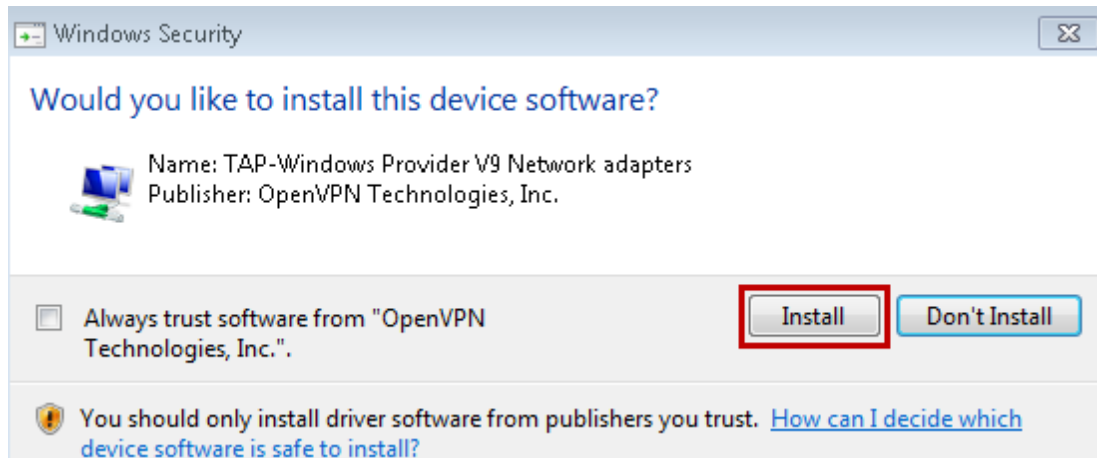 Windows Security
Would you like to install this device software?
Name: TAP-Windows Provider V9 Network adapters
Publisher: OpenVPN Technologies, Inc.
Always trust software from "OpenVPN
Technologies, Inc.".
Install
Don't Install
You should only install driver software from publishers you trust. How can I decide which
device software is safe to install?